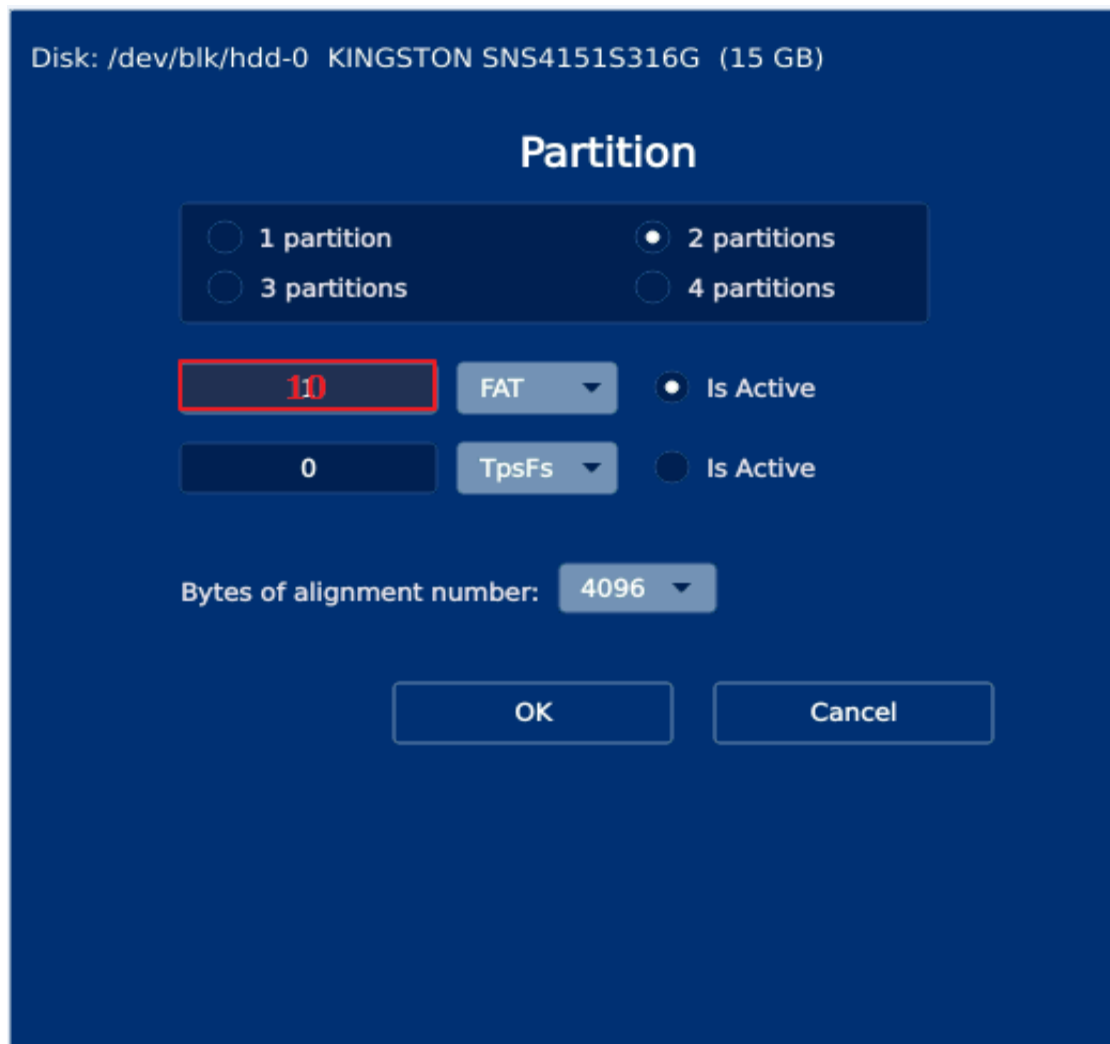 Disk: /dev/blk/hdd-0 KINGSTON SNS4151S316G (15 GB)
Partition
1 partition
2 partitions
3 partitions
4 partitions
10
FAT
Is Active
0
TpsFs
Is Active
Bytes of alignment number:
4096
OK
Cancel